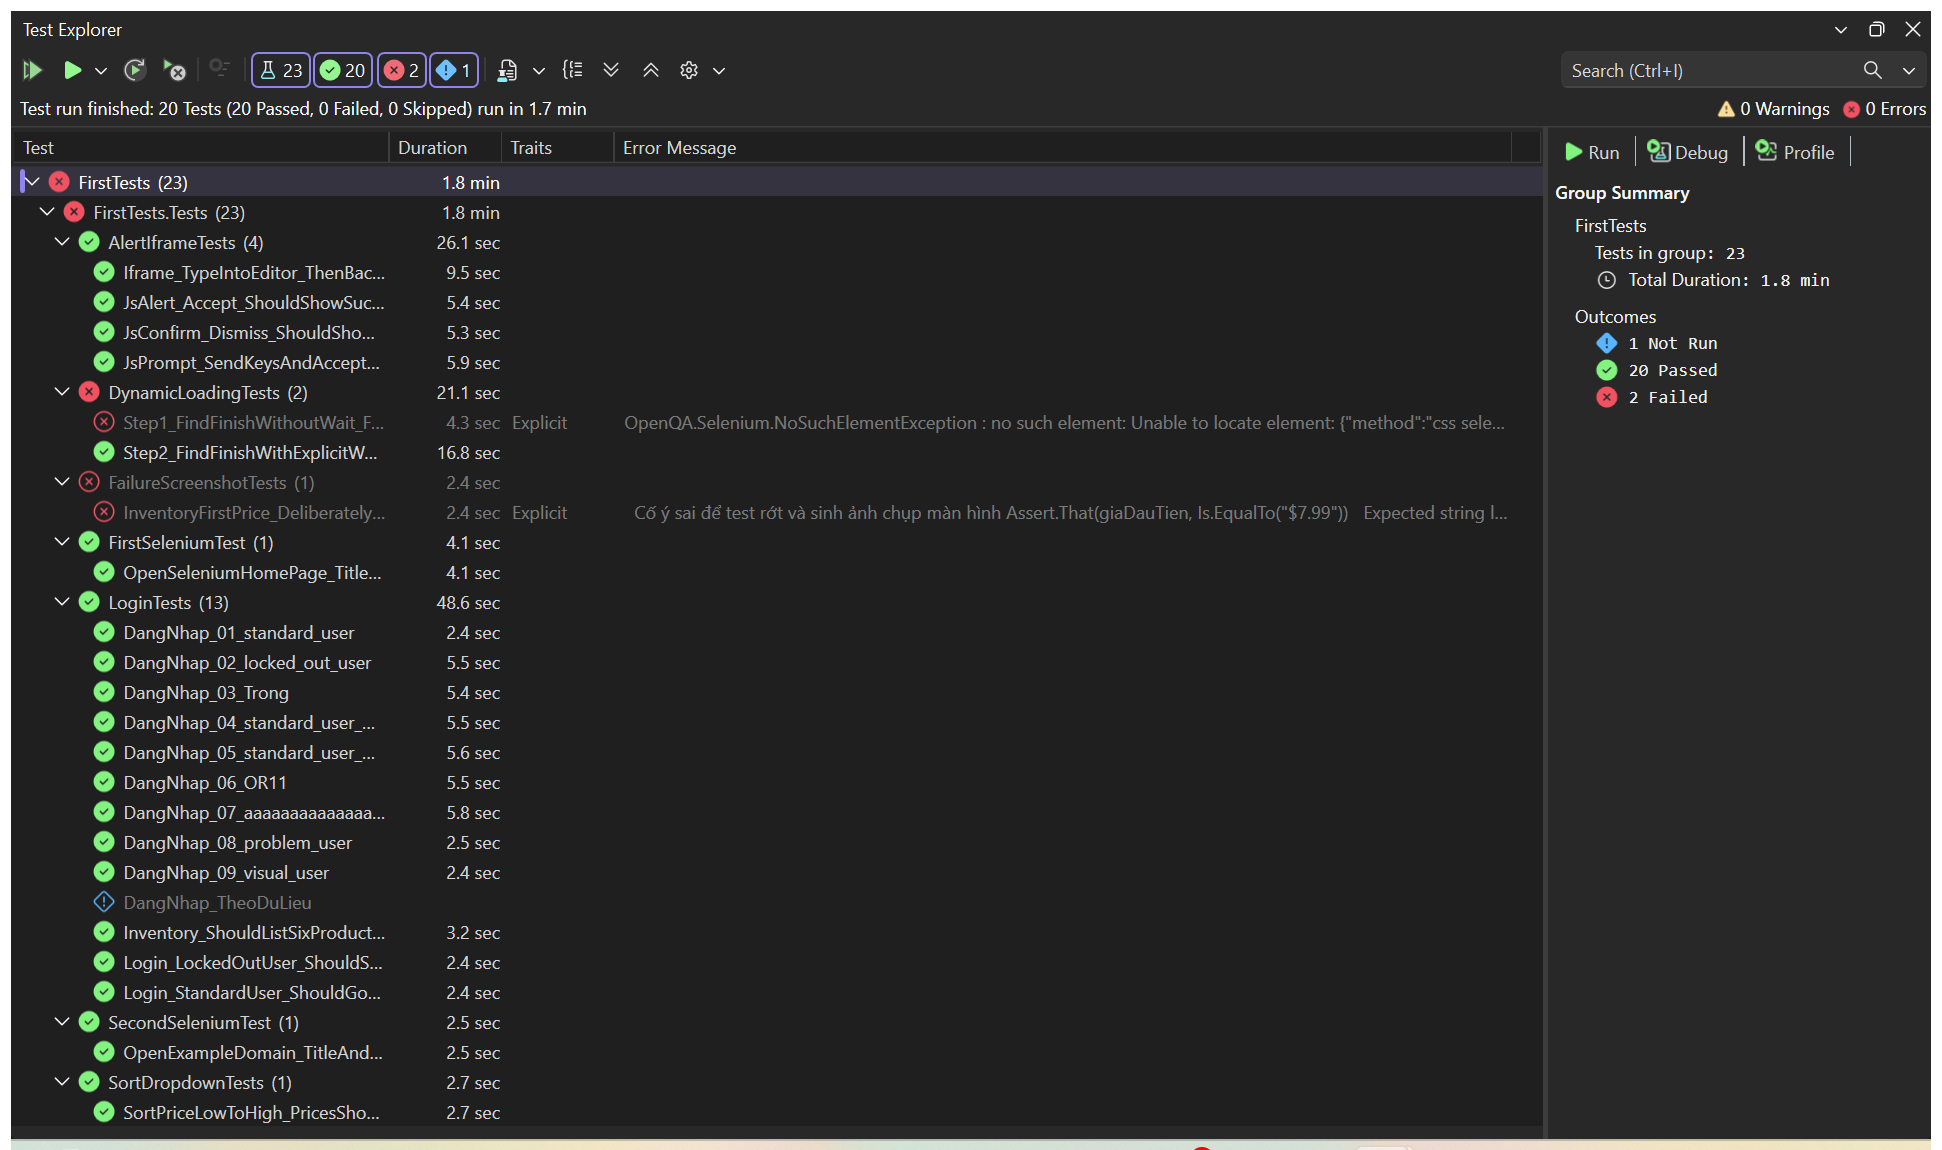 Test Explorer
23 20 2 1
Search (Ctrl+I)
Test run finished: 20 Tests (20 Passed, 0 Failed, 0 Skipped) run in 1.7 min
0 Warnings 0 Errors
Test Duration Traits Error Message
FirstTests (23) 1.8 min
FirstTests.Tests (23) 1.8 min
AlertIframeTests (4) 26.1 sec
Iframe_TypeIntoEditor_ThenBac... 9.5 sec
JsAlert_Accept_ShouldShowSuc... 5.4 sec
JsConfirm_Dismiss_ShouldSho... 5.3 sec
JsPrompt_SendKeysAndAccept... 5.9 sec
DynamicLoadingTests (2) 21.1 sec
Step1_FindFinishWithoutWait_F... 4.3 sec Explicit OpenQA.Selenium.NoSuchElementException : no such element: Unable to locate element: {"method":"css sele...
Step2_FindFinishWithExplicitW... 16.8 sec
FailureScreenshotTests (1) 2.4 sec
InventoryFirstPrice_Deliberately... 2.4 sec Explicit Cố ý sai để test rớt và sinh ảnh chụp màn hình Assert.That(giaDauTien, Is.EqualTo("$7.99")) Expected string l...
FirstSeleniumTest (1) 4.1 sec
OpenSeleniumHomePage_Title... 4.1 sec
LoginTests (13) 48.6 sec
DangNhap_01_standard_user 2.4 sec
DangNhap_02_locked_out_user 5.5 sec
DangNhap_03_Trong 5.4 sec
DangNhap_04_standard_user_... 5.5 sec
DangNhap_05_standard_user_... 5.6 sec
DangNhap_06_OR11 5.5 sec
DangNhap_07_aaaaaaaaaaaaaa... 5.8 sec
DangNhap_08_problem_user 2.5 sec
DangNhap_09_visual_user 2.4 sec
DangNhap_TheoDuLieu
Inventory_ShouldListSixProduct... 3.2 sec
Login_LockedOutUser_ShouldS... 2.4 sec
Login_StandardUser_ShouldGo... 2.4 sec
SecondSeleniumTest (1) 2.5 sec
OpenExampleDomain_TitleAnd... 2.5 sec
SortDropdownTests (1) 2.7 sec
SortPriceLowToHigh_PricesSho... 2.7 sec
Run Debug Profile
Group Summary
FirstTests
Tests in group: 23
Total Duration: 1.8 min
Outcomes
1 Not Run
20 Passed
2 Failed